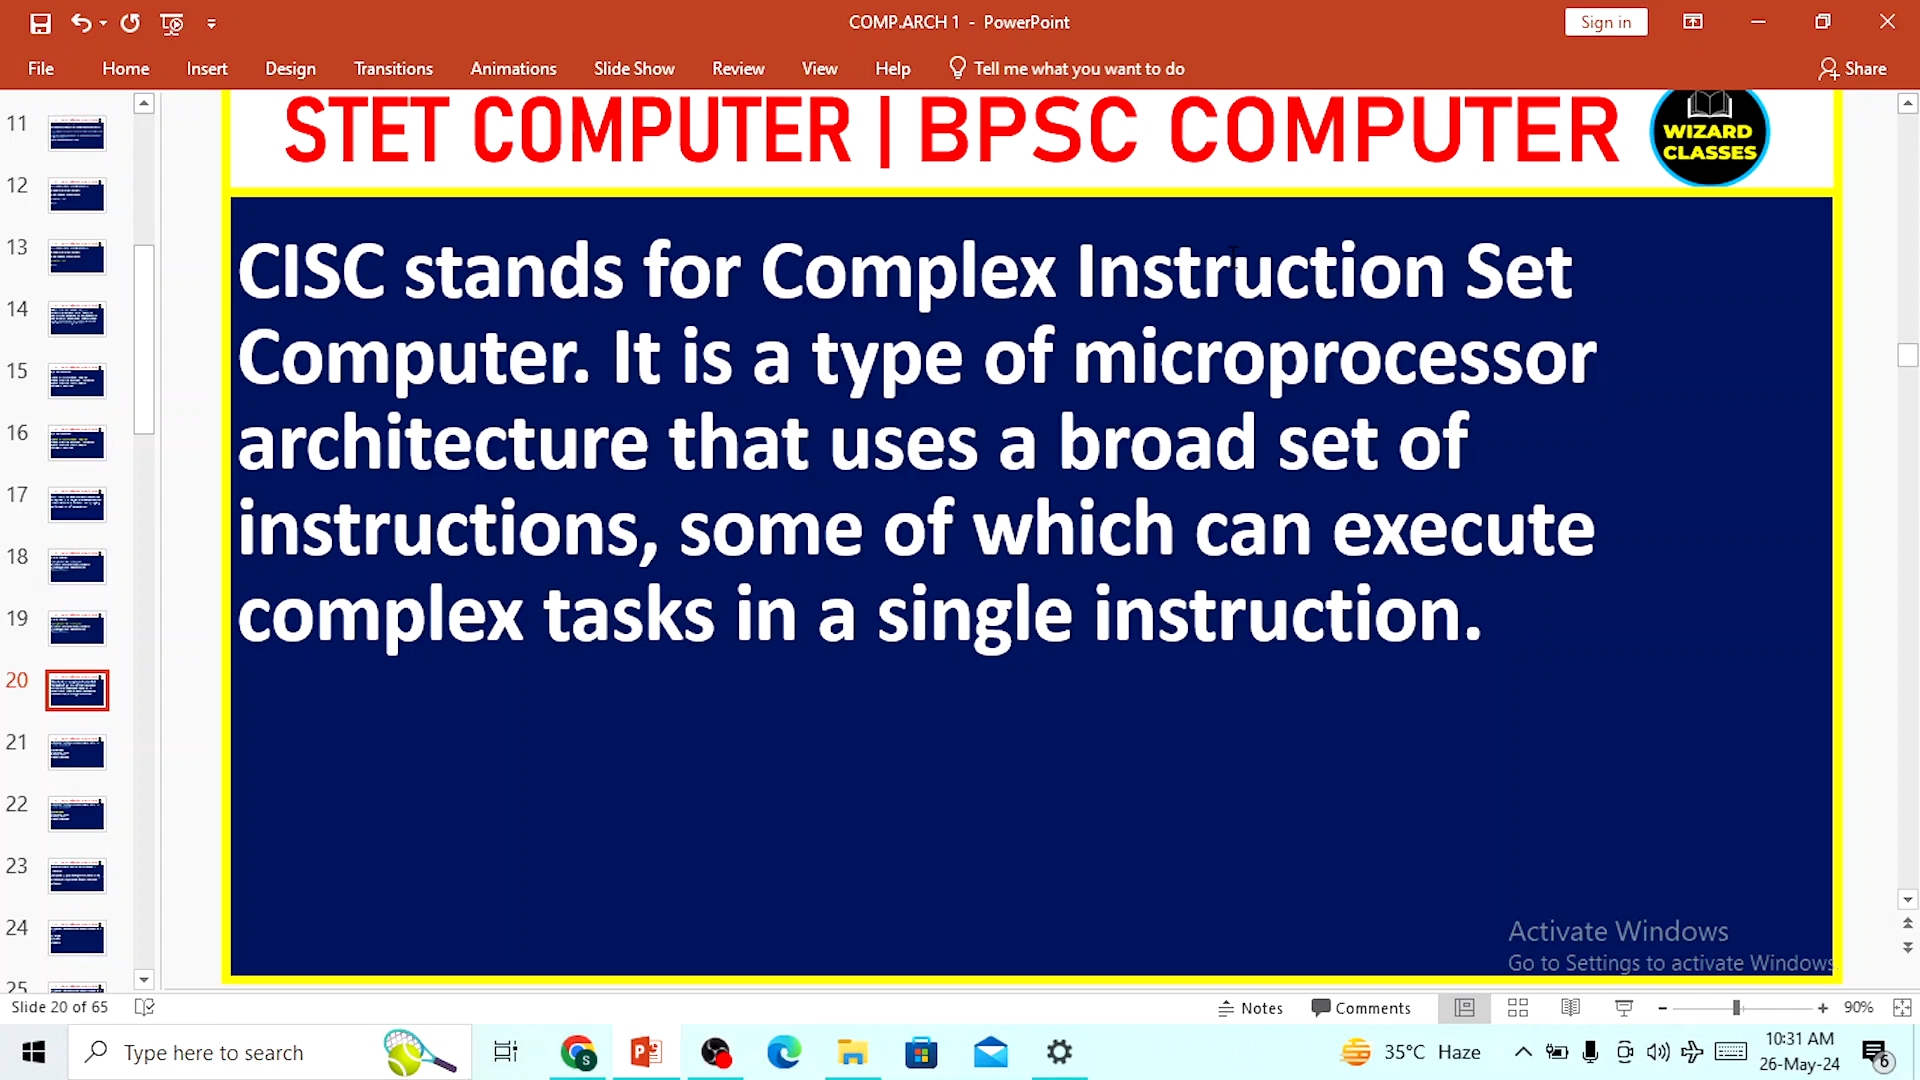 COMP.ARCH 1 - PowerPoint
Sign in
File Home Insert Design Transitions Animations Slide Show Review View Help Tell me what you want to do Share
STET COMPUTER | BPSC COMPUTER
WIZARD
CLASSES
CISC stands for Complex Instruction Set
Computer. It is a type of microprocessor
architecture that uses a broad set of
instructions, some of which can execute
complex tasks in a single instruction.
11
12
13
14
15
16
17
18
19
20
21
22
23
24
25
Activate Windows
Go to Settings to activate Windows.
Slide 20 of 65
Notes Comments 90%
Type here to search
S
35°C Haze
10:31 AM
26-May-24
6